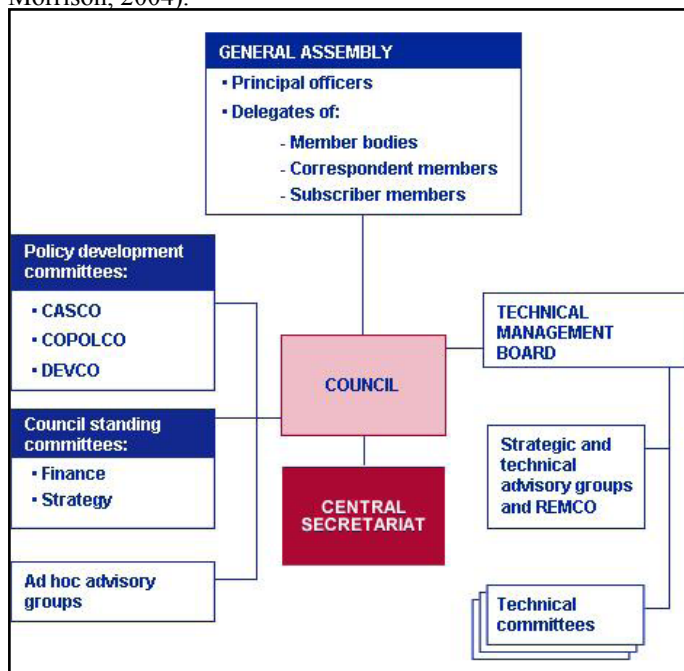 Morrison, 2004).
GENERAL ASSEMBLY
▪ Principal officers
▪ Delegates of:
- Member bodies
- Correspondent members
- Subscriber members
Policy development
committees:
▪ CASCO
▪ COPOLCO
▪ DEVCO
TECHNICAL
MANAGEMENT
BOARD
COUNCIL
Council standing
committees:
▪ Finance
▪ Strategy
Strategic and
technical
advisory groups
and REMCO
CENTRAL
SECRETARIAT
Ad hoc advisory
groups
Technical
committees